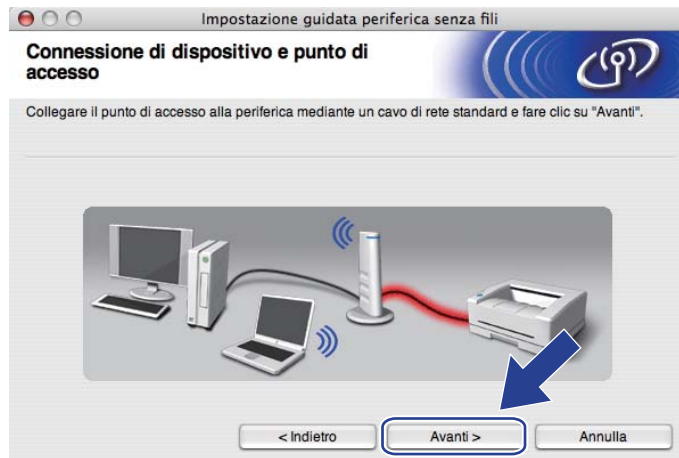 Impostazione guidata periferica senza fili
Connessione di dispositivo e punto di
accesso
Collegare il punto di accesso alla periferica mediante un cavo di rete standard e fare clic su "Avanti".
< Indietro
Avanti >
Annulla